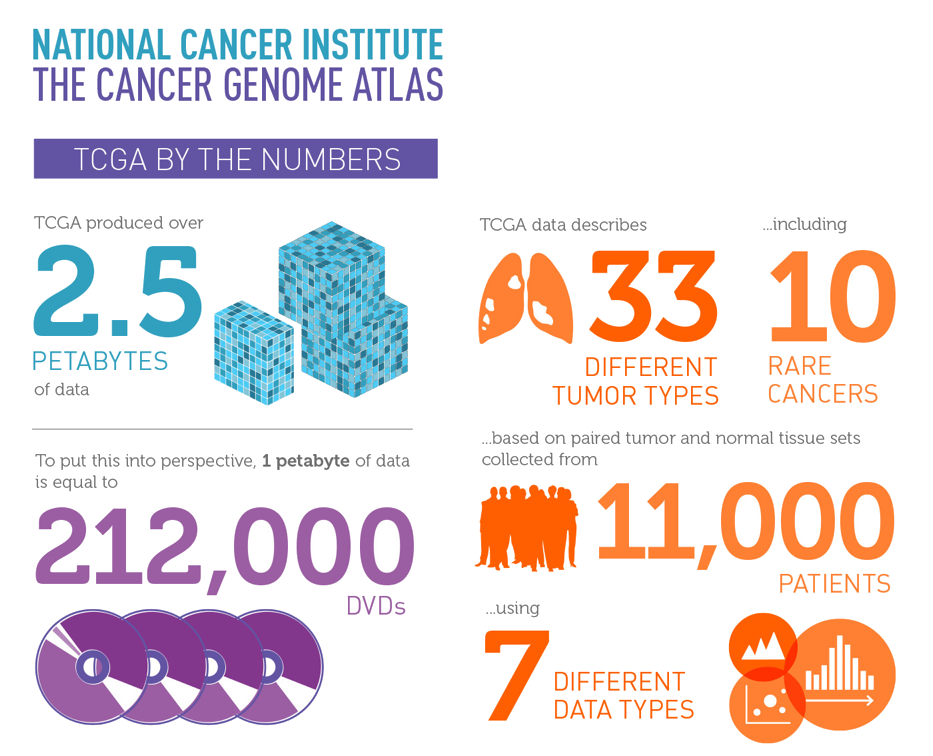 NATIONAL CANCER INSTITUTE
THE CANCER GENOME ATLAS
TCGA BY THE NUMBERS
TCGA produced over
2.5
PETABYTES
of data
To put this into perspective, 1 petabyte of data
is equal to
212,000
DVDs
TCGA data describes
33
DIFFERENT
TUMOR TYPES
...including
10
RARE
CANCERS
...based on paired tumor and normal tissue sets
collected from
11,000
PATIENTS
...using
7
DIFFERENT
DATA TYPES